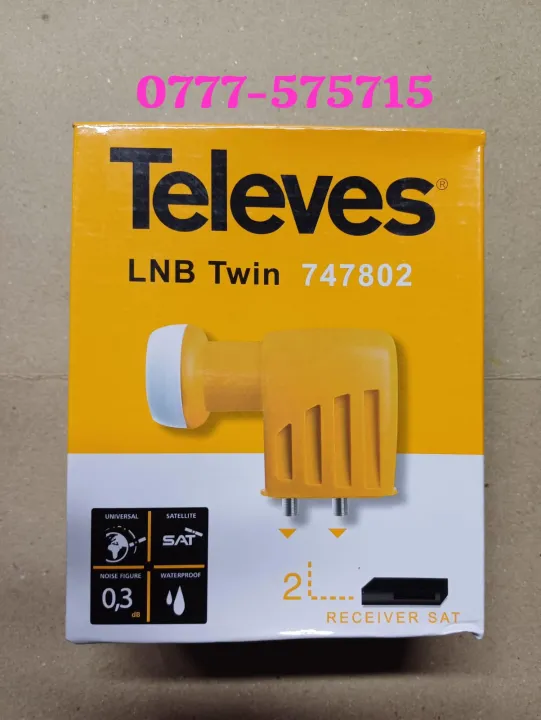 0777-575715
Televes®
LNB Twin 747802
UNIVERSAL
SATELLITE
SAT
NOISE FIGURE
WATERPROOF
0,3
dB
2
RECEIVER SAT